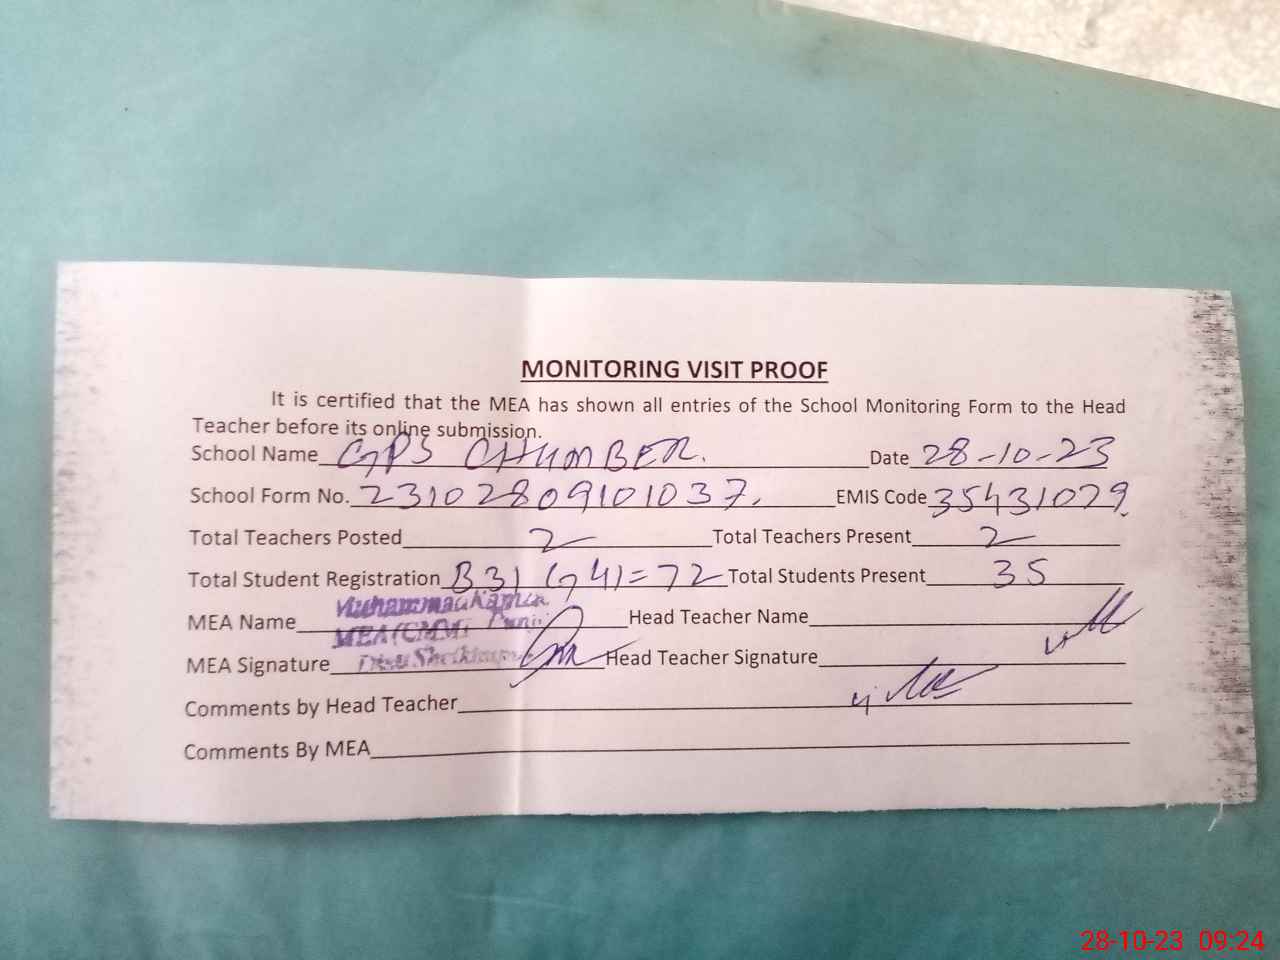 MONITORING VISIT PROOF
It is certified that the MEA has shown all entries of the School Monitoring Form to the Head
Teacher before its online submission.
School Name GPS CHUMBER. Date 28-10-23
School Form No. 23102809101037. EMIS Code 35431079
Total Teachers Posted 2 Total Teachers Present 2
Total Student Registration B31 G41=72 Total Students Present 35
MEA Name Muhammad Head Teacher Name
MEA (CMM)
MEA Signature Head Teacher Signature
Comments by Head Teacher
Comments By MEA
28-10-23 09:24